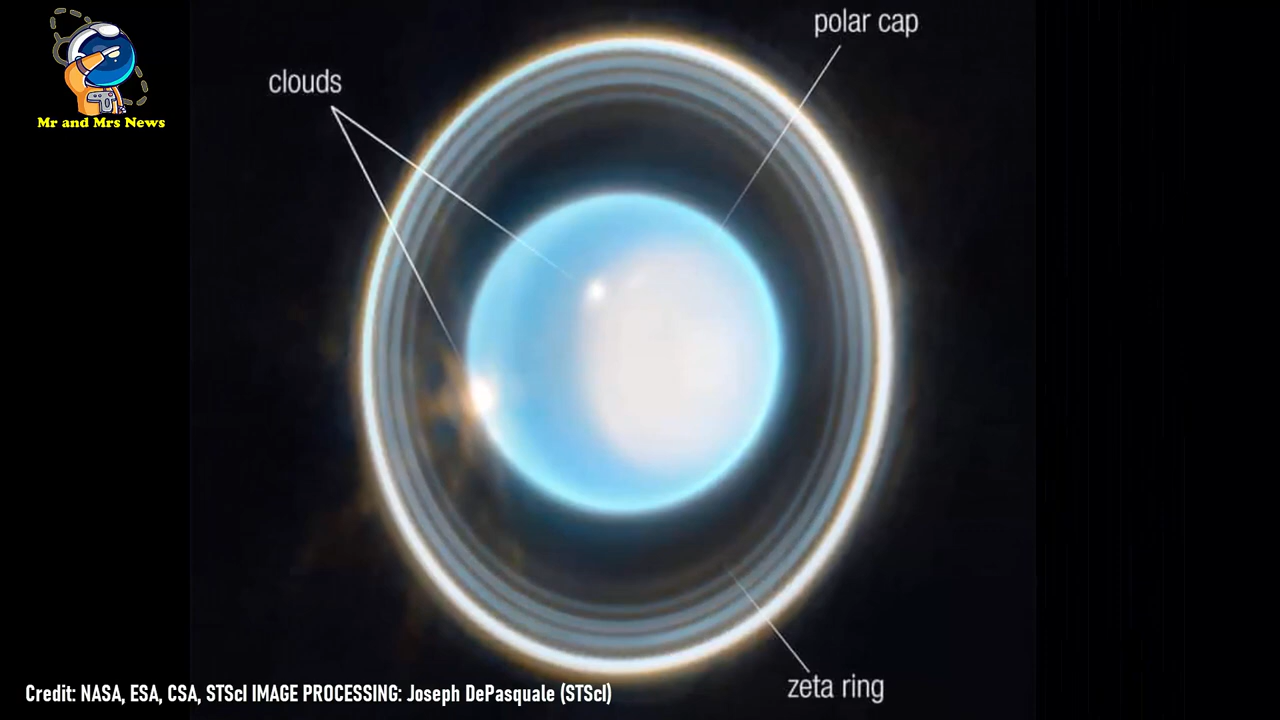 polar cap
clouds
Mr and Mrs News
zeta ring
Credit: NASA, ESA, CSA, STScI IMAGE PROCESSING: Joseph DePasquale (STScI)